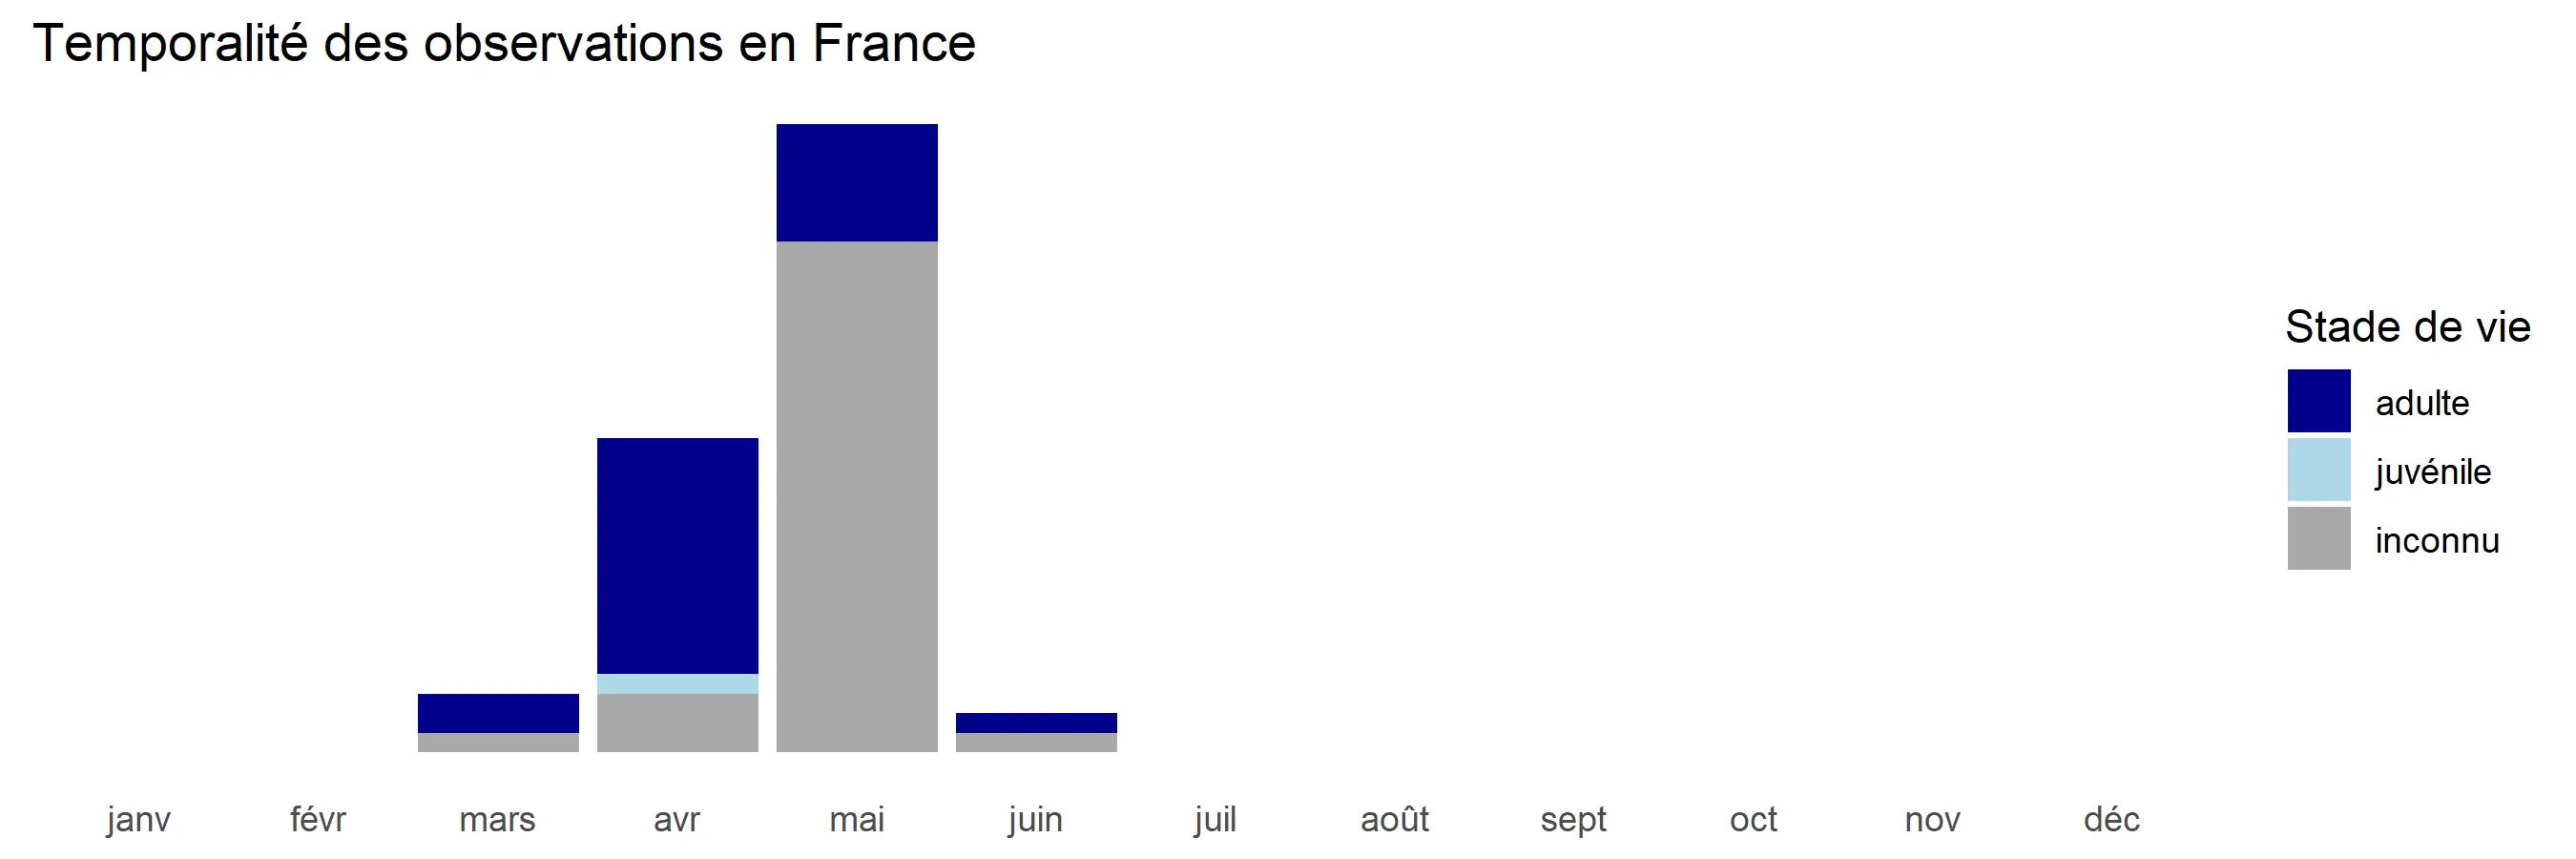 Temporalité des observations en France
Stade de vie
adulte
juvénile
inconnu
janv févr mars avr mai juin juil août sept oct nov déc